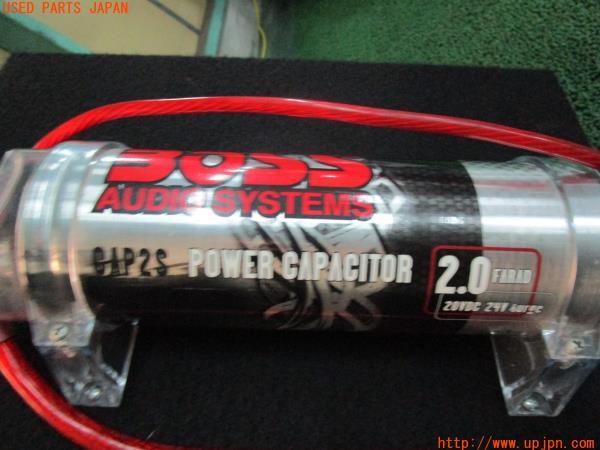 USED PARTS JAPAN
BOSS
AUDIO SYSTEMS
CAP2S POWER CAPACITOR 2.0 FARAD
20VDC 24V surge
http://www.upjpn.com/